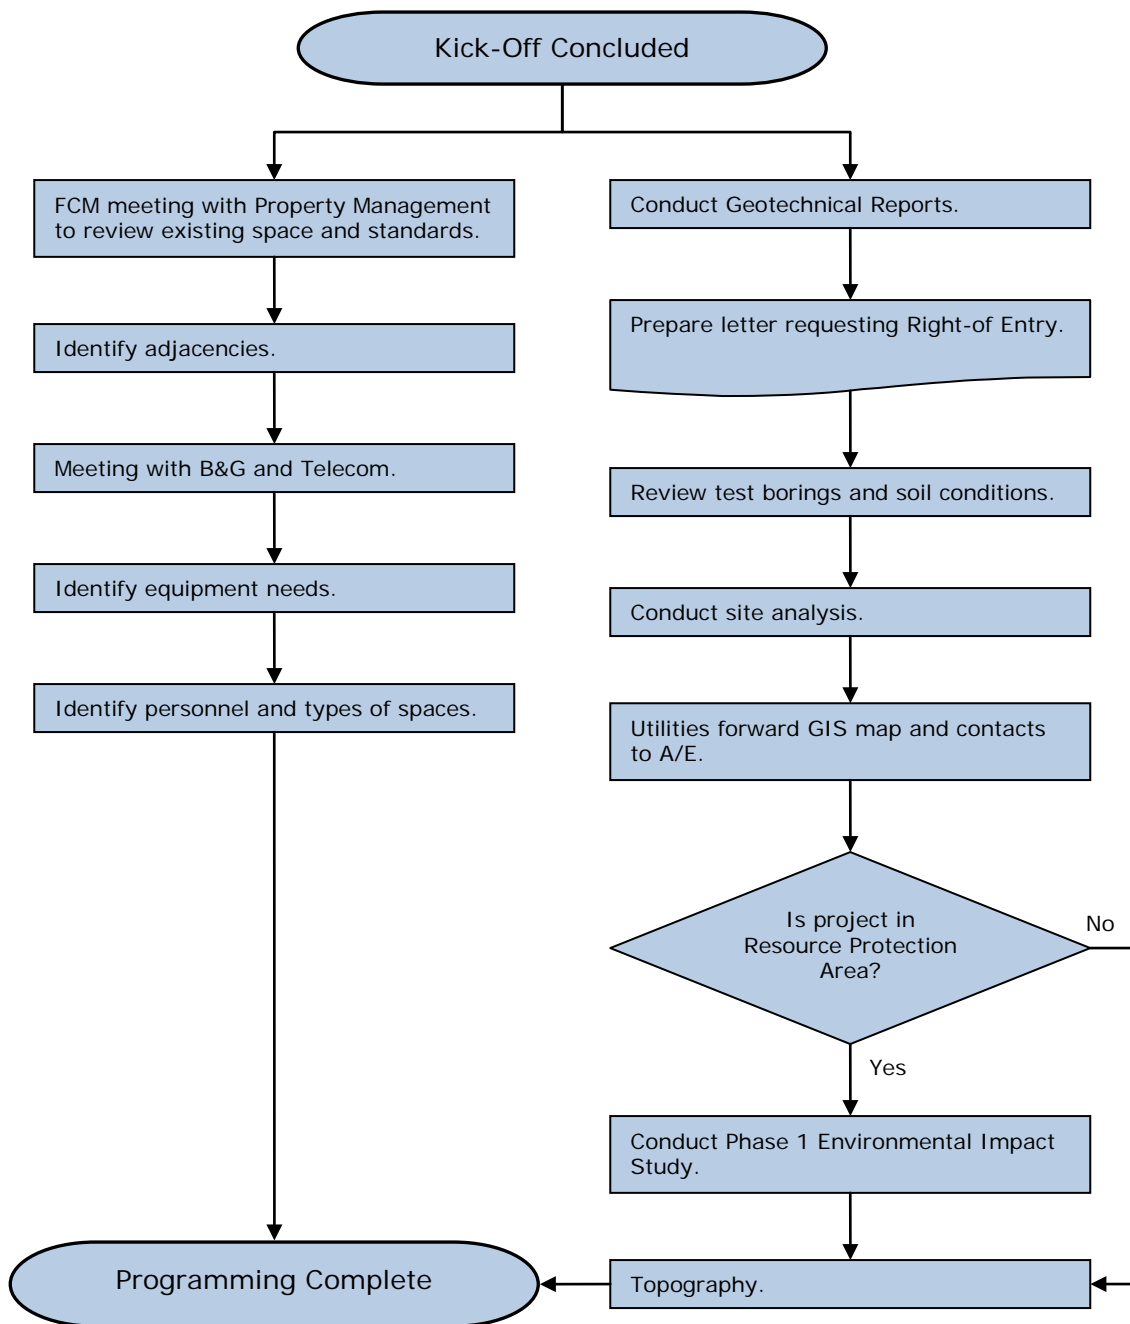 Kick-Off Concluded
FCM meeting with Property Management
to review existing space and standards.
Identify adjacencies.
Meeting with B&G and Telecom.
Identify equipment needs.
Identify personnel and types of spaces.
Conduct Geotechnical Reports.
Prepare letter requesting Right-of Entry.
Review test borings and soil conditions.
Conduct site analysis.
Utilities forward GIS map and contacts
to A/E.
Is project in
Resource Protection
Area?
No
Yes
Conduct Phase 1 Environmental Impact
Study.
Topography.
Programming Complete